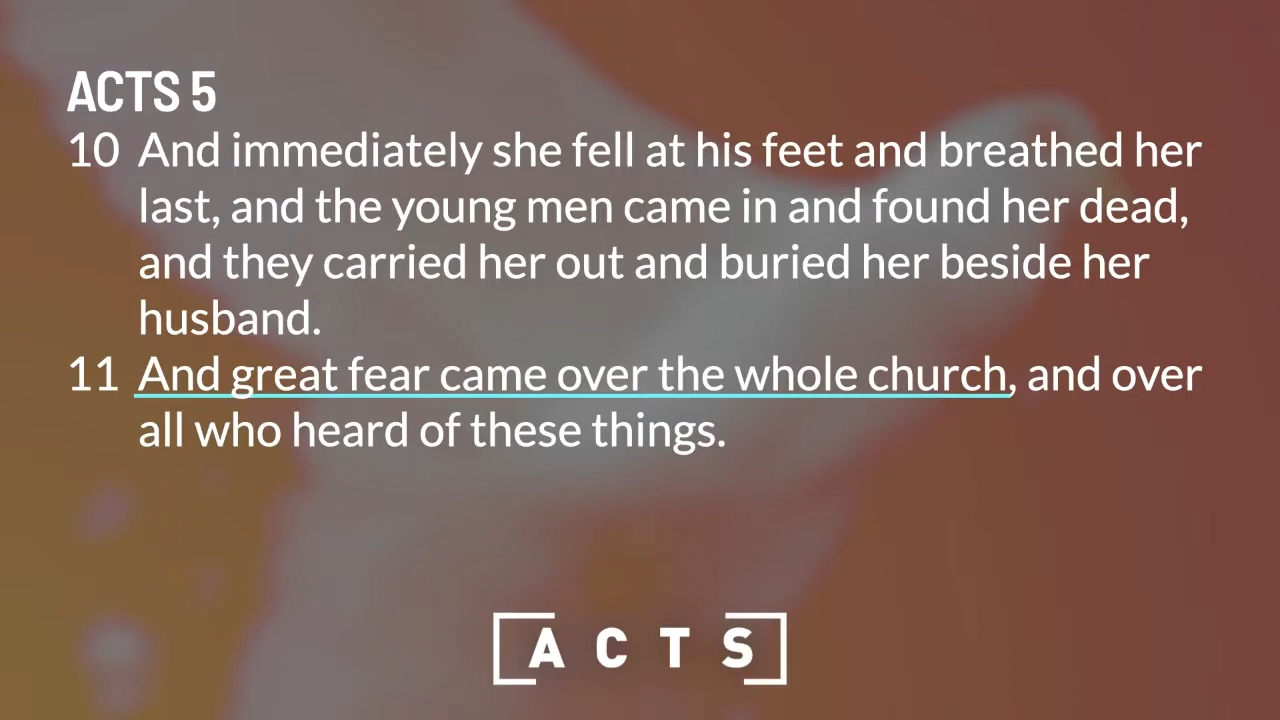 ACTS 5
10 And immediately she fell at his feet and breathed her
last, and the young men came in and found her dead,
and they carried her out and buried her beside her
husband.
11 And great fear came over the whole church, and over
all who heard of these things.
ACTS